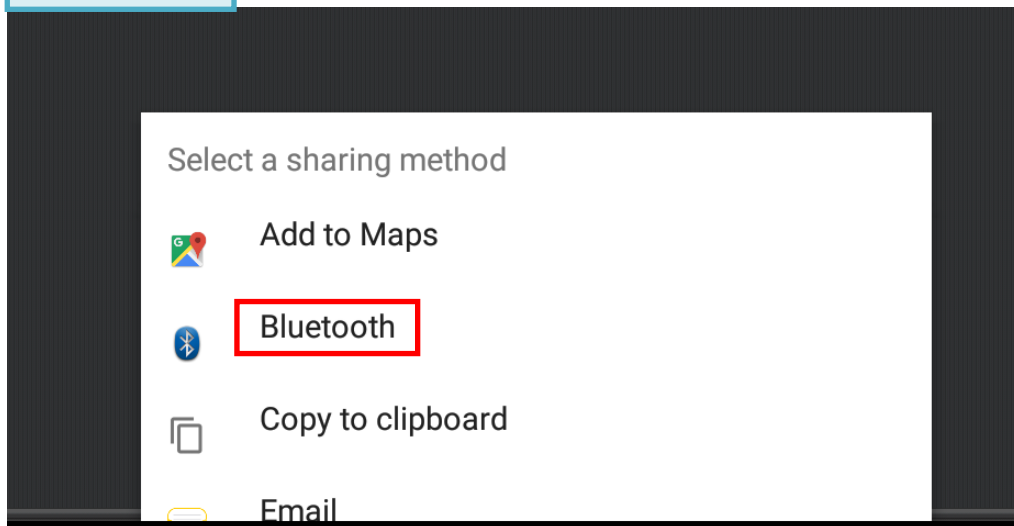 Select a sharing method
G
Add to Maps
Bluetooth
Copy to clipboard
Email